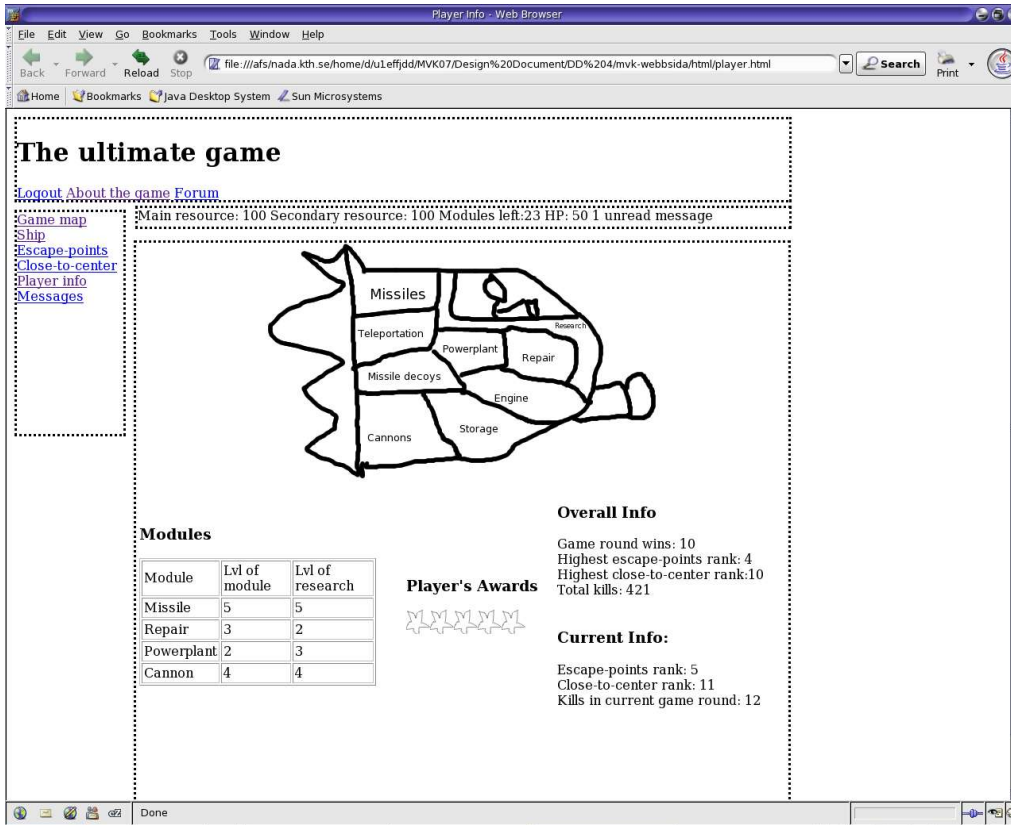 Player Info - Web Browser
File Edit View Go Bookmarks Tools Window Help
Back Forward Reload Stop file:///afs/nada.kth.se/home/d/u1effjdd/MVK07/Design%20Document/DD%204/mvk-webbsida/html/player.html Search Print
Home Bookmarks Java Desktop System Sun Microsystems
The ultimate game
Logout About the game Forum
Game map
Ship
Escape-points
Close-to-center
Player info
Messages
Main resource: 100 Secondary resource: 100 Modules left:23 HP: 50 1 unread message
Missiles
Research
Teleportation
Powerplant
Repair
Missile decoys
Engine
Storage
Cannons
Modules
Module Lvl of module Lvl of research
Missile 5 5
Repair 3 2
Powerplant 2 3
Cannon 4 4
Player's Awards
Overall Info
Game round wins: 10
Highest escape-points rank: 4
Highest close-to-center rank:10
Total kills: 421
Current Info:
Escape-points rank: 5
Close-to-center rank: 11
Kills in current game round: 12
Done